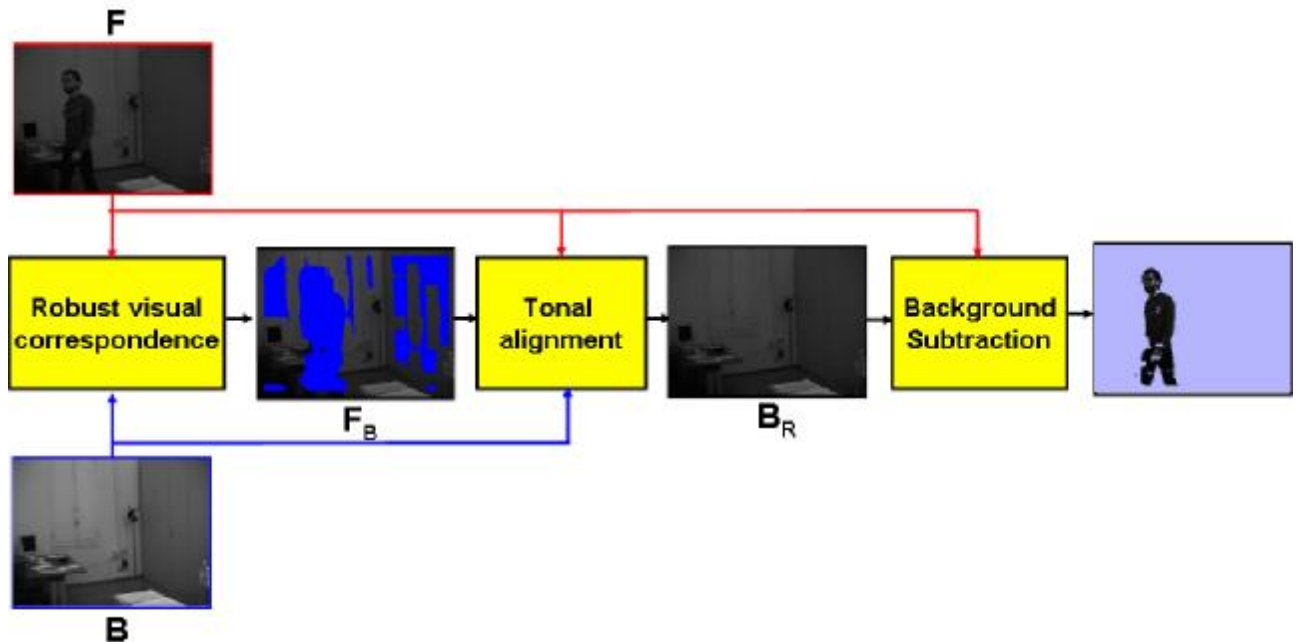 F
Robust visual
correspondence
F_B
Tonal
alignment
B_R
Background
Subtraction
B